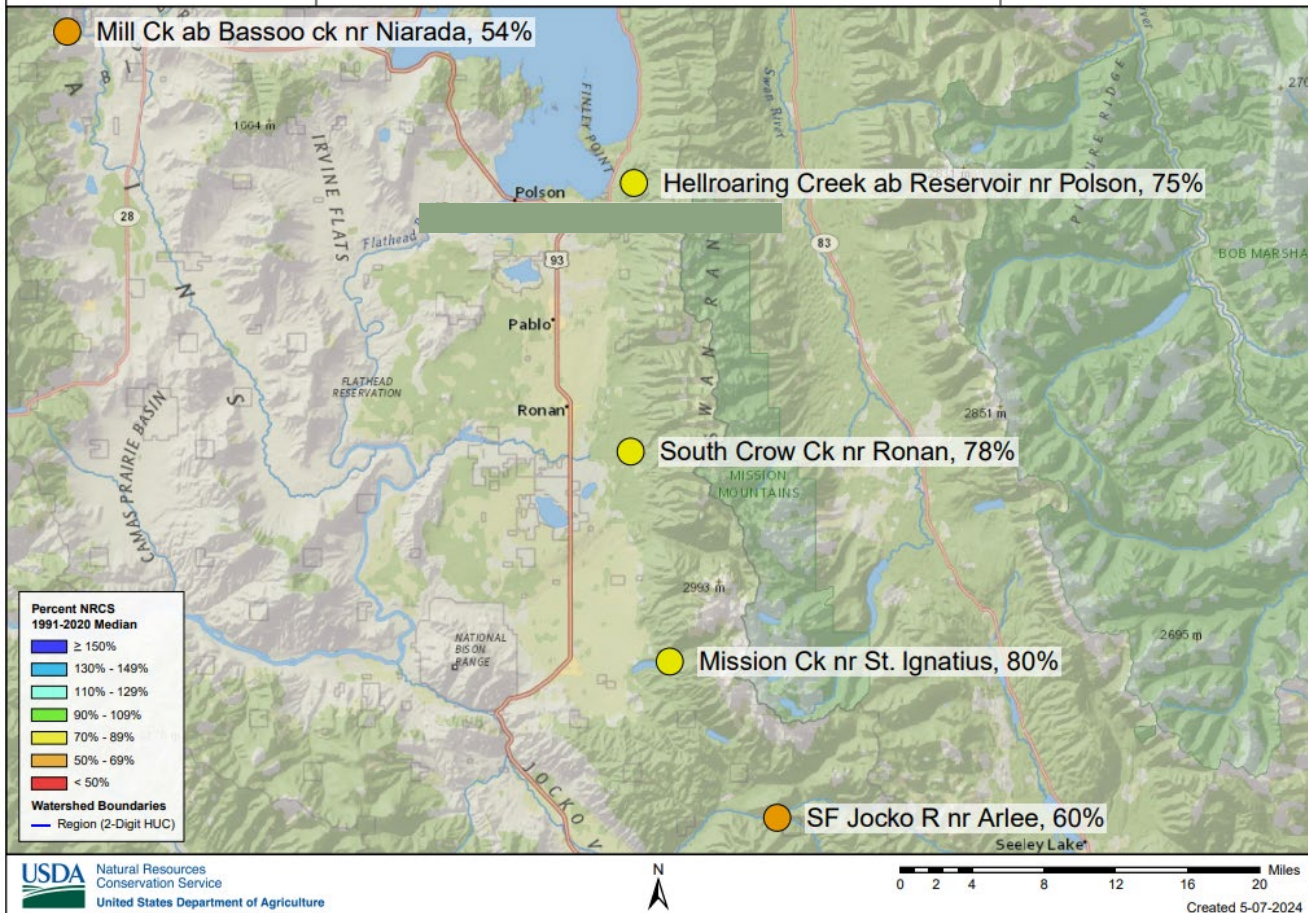 Mill Ck ab Bassoo ck nr Niarada, 54%
1064 m
IRVINE FLATS
FINLEY POINT
Swan River
Polson
Hellroaring Creek ab Reservoir nr Polson, 75%
28
Flathead
93
83
BOB MARSHA
Pablo
FLATHEAD
RESERVATION
Ronan
SWAN RAN
2851 m
CAMAS PRAIRIE BASIN
South Crow Ck nr Ronan, 78%
MISSION
MOUNTAINS
2993 m
NATIONAL
BISON
RANGE
2695 m
Mission Ck nr St. Ignatius, 80%
JOCKO V
SF Jocko R nr Arlee, 60%
Seeley Lake
Percent NRCS
1991-2020 Median
≥ 150%
130% - 149%
110% - 129%
90% - 109%
70% - 89%
50% - 69%
< 50%
Watershed Boundaries
Region (2-Digit HUC)
USDA
Natural Resources
Conservation Service
United States Department of Agriculture
N
0 2 4 8 12 16 20 Miles
Created 5-07-2024